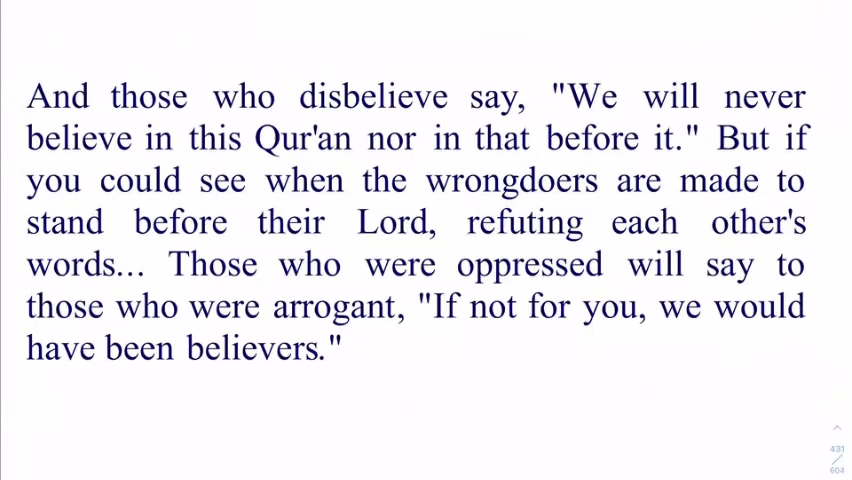 And those who disbelieve say, "We will never
believe in this Qur'an nor in that before it." But if
you could see when the wrongdoers are made to
stand before their Lord, refuting each other's
words... Those who were oppressed will say to
those who were arrogant, "If not for you, we would
have been believers."
431
604